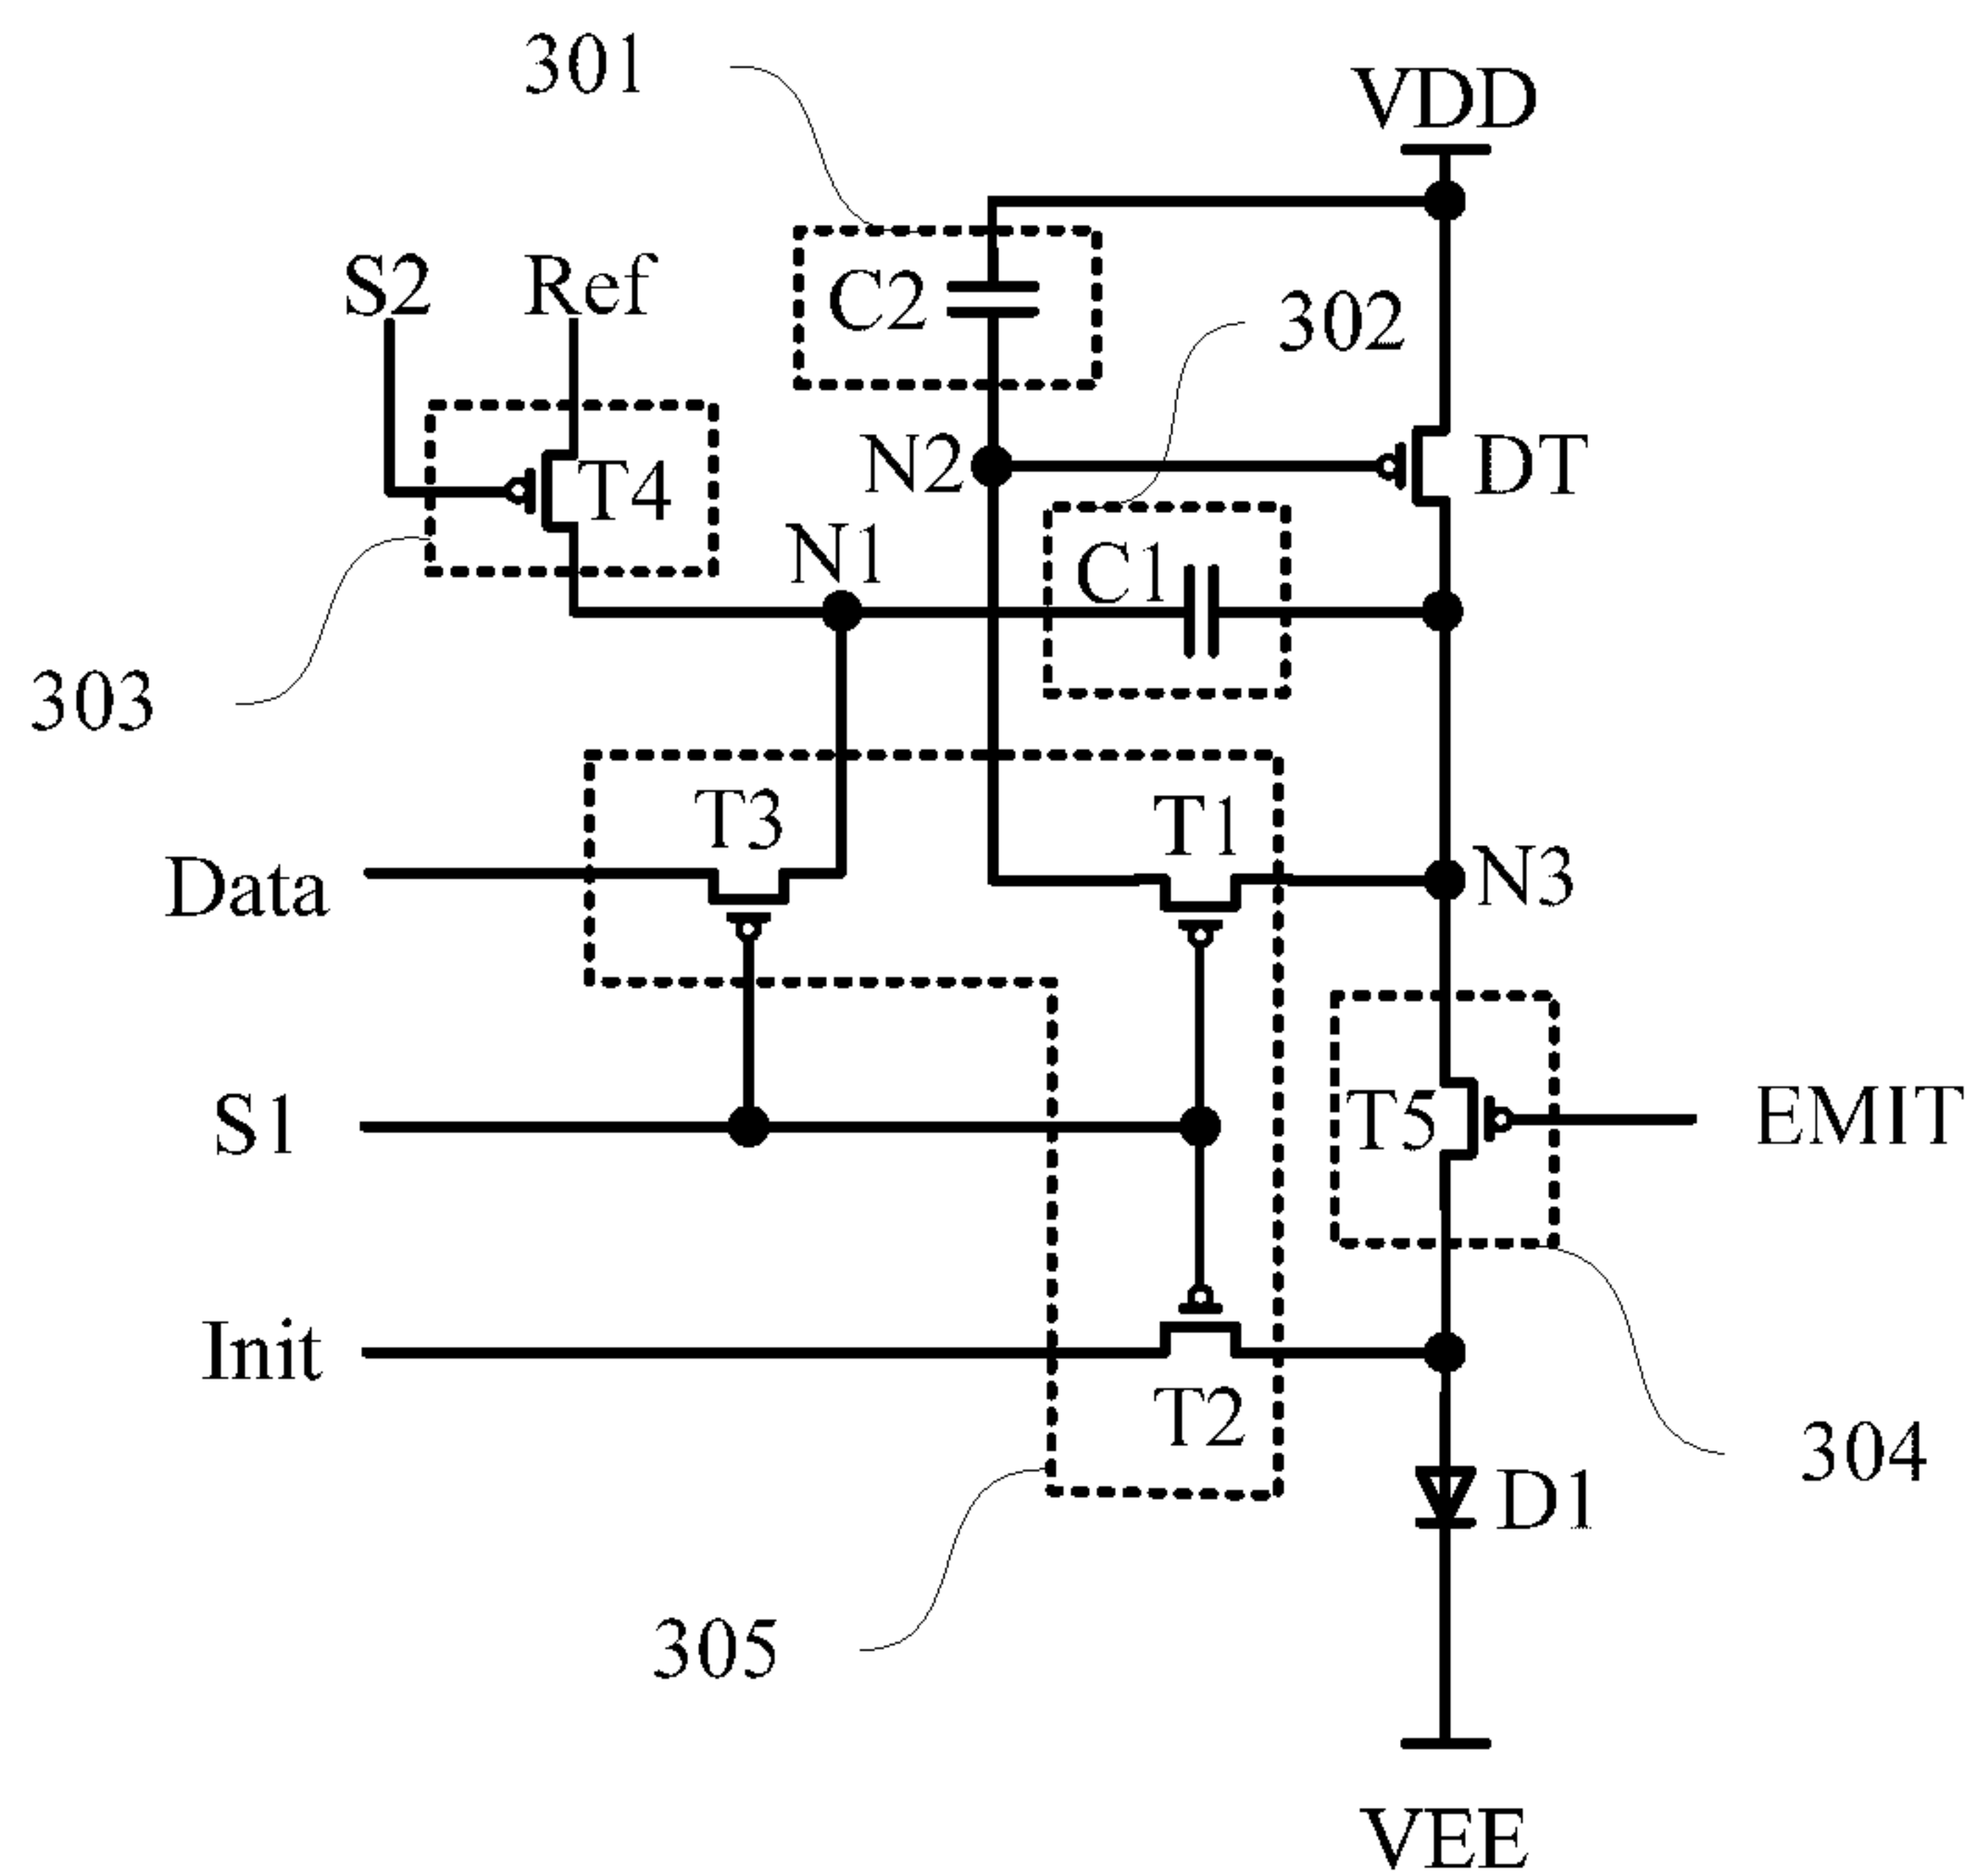 301
VDD
S2 Ref
C2
302
N2
DT
T4
N1
C1
303
T3
T1
Data
N3
S1
T5
EMIT
Init
T2
304
D1
305
VEE